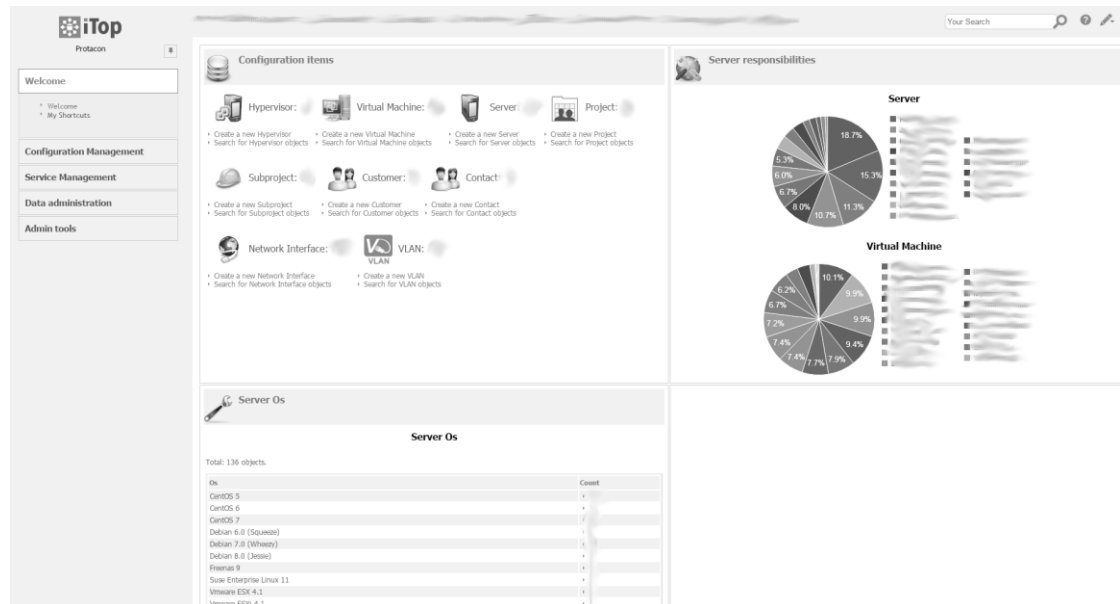 iTop
Protacon
Your Search
Welcome
Welcome
My Shortcuts
Configuration Management
Service Management
Data administration
Admin tools
Configuration items
Hypervisor: Virtual Machine: Server: Project:
Create a new Hypervisor Create a new Virtual Machine Create a new Server Create a new Project
Search for Hypervisor objects Search for Virtual Machine objects Search for Server objects Search for Project objects
Subproject: Customer: Contact:
Create a new Subproject Create a new Customer Create a new Contact
Search for Subproject objects Search for Customer objects Search for Contact objects
Network Interface: VLAN VLAN:
Create a new Network Interface Create a new VLAN
Search for Network Interface objects Search for VLAN objects
Server responsibilities
Server
18.7%
15.3%
11.3%
10.7%
8.0%
6.7%
6.0%
5.3%
Virtual Machine
10.1%
9.9%
9.9%
9.4%
7.9%
7.7%
7.4%
7.4%
7.2%
6.7%
6.2%
Server Os
Server Os
Total: 136 objects.
Os Count
CentOS 5
CentOS 6
CentOS 7
Debian 6.0 (Squeeze)
Debian 7.0 (Wheezy)
Debian 8.0 (Jessie)
Freenas 9
Suse Enterprise Linux 11
Vmware ESX 4.1
Vmware ESXi 4.1